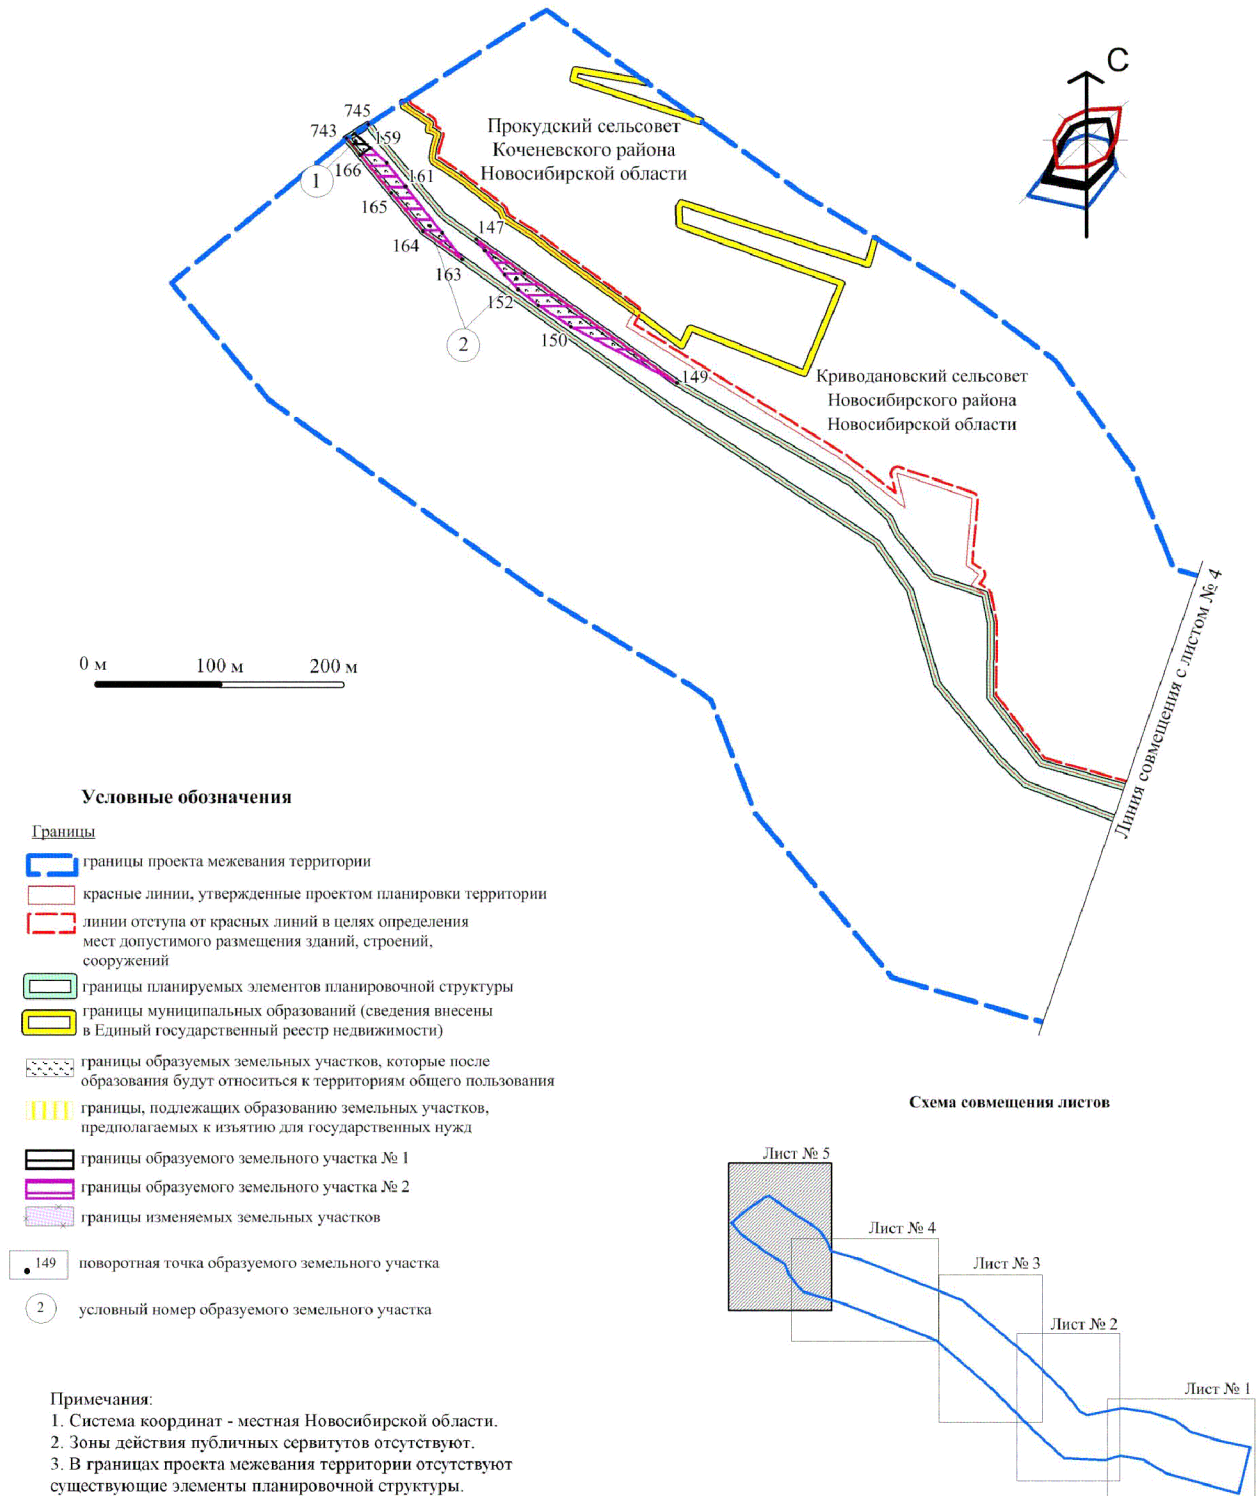 С
745
743
159
Прокудский сельсовет
Коченевского района
Новосибирской области
166
1
161
165
147
164
163
152
2
150
149
Криводановский сельсовет
Новосибирского района
Новосибирской области
Линия совмещения с листом № 4
0 м 100 м 200 м
Условные обозначения
Границы
границы проекта межевания территории
красные линии, утвержденные проектом планировки территории
линии отступа от красных линий в целях определения
мест допустимого размещения зданий, строений,
сооружений
границы планируемых элементов планировочной структуры
границы муниципальных образований (сведения внесены
в Единый государственный реестр недвижимости)
границы образуемых земельных участков, которые после
образования будут относиться к территориям общего пользования
границы, подлежащих образованию земельных участков,
предполагаемых к изъятию для государственных нужд
границы образуемого земельного участка № 1
границы образуемого земельного участка № 2
границы изменяемых земельных участков
149 поворотная точка образуемого земельного участка
2 условный номер образуемого земельного участка
Примечания:
1. Система координат - местная Новосибирской области.
2. Зоны действия публичных сервитутов отсутствуют.
3. В границах проекта межевания территории отсутствуют
существующие элементы планировочной структуры.
Схема совмещения листов
Лист № 5
Лист № 4
Лист № 3
Лист № 2
Лист № 1